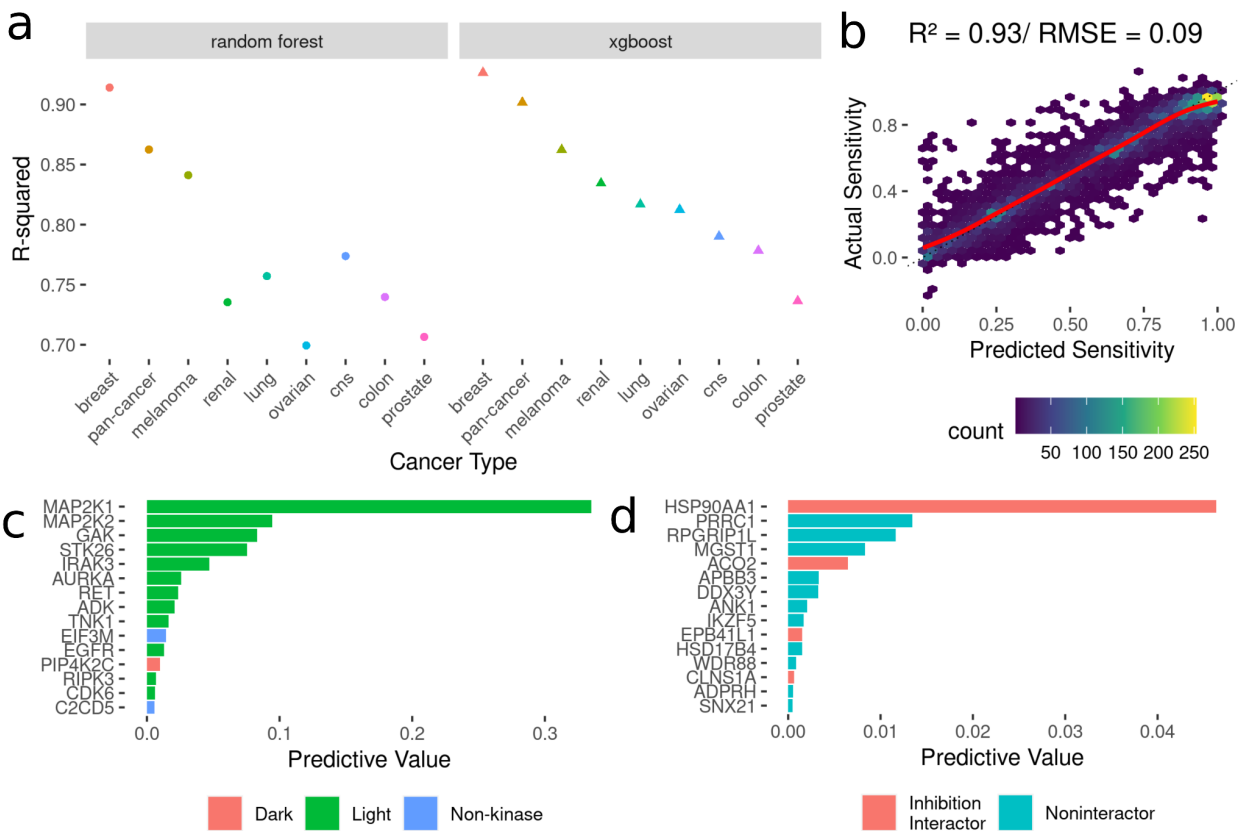 a
random forest
xgboost
R-squared
0.90
0.85
0.80
0.75
0.70
breast
pan-cancer
melanoma
renal
lung
ovarian
cns
colon
prostate
breast
pan-cancer
melanoma
renal
lung
ovarian
cns
colon
prostate
Cancer Type
b
R² = 0.93/ RMSE = 0.09
Actual Sensitivity
0.8
0.4
0.0
0.00 0.25 0.50 0.75 1.00
Predicted Sensitivity
count
50 100 150 200 250
c
MAP2K1
MAP2K2
GAK
STK26
IRAK3
AURKA
RET
ADK
TNK1
EIF3M
EGFR
PIP4K2C
RIPK3
CDK6
C2CD5
0.0 0.1 0.2 0.3
Predictive Value
Dark Light Non-kinase
d
HSP90AA1
PRRC1
RPGRIP1L
MGST1
ACO2
APBB3
DDX3Y
ANK1
IKZF5
EPB41L1
HSD17B4
WDR88
CLNS1A
ADPRH
SNX21
0.00 0.01 0.02 0.03 0.04
Predictive Value
Inhibition
Interactor
Noninteractor